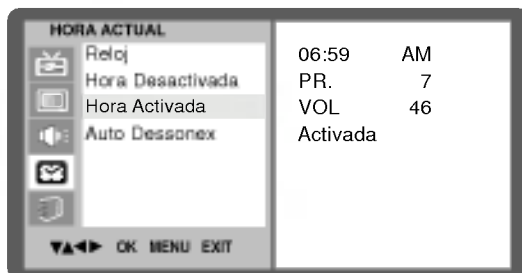 HORA ACTUAL
Reloj
Hora Desactivada
Hora Activada
Auto Dessonex
▼▲◀▶ OK MENU EXIT
06:59 AM
PR. 7
VOL 46
Activada